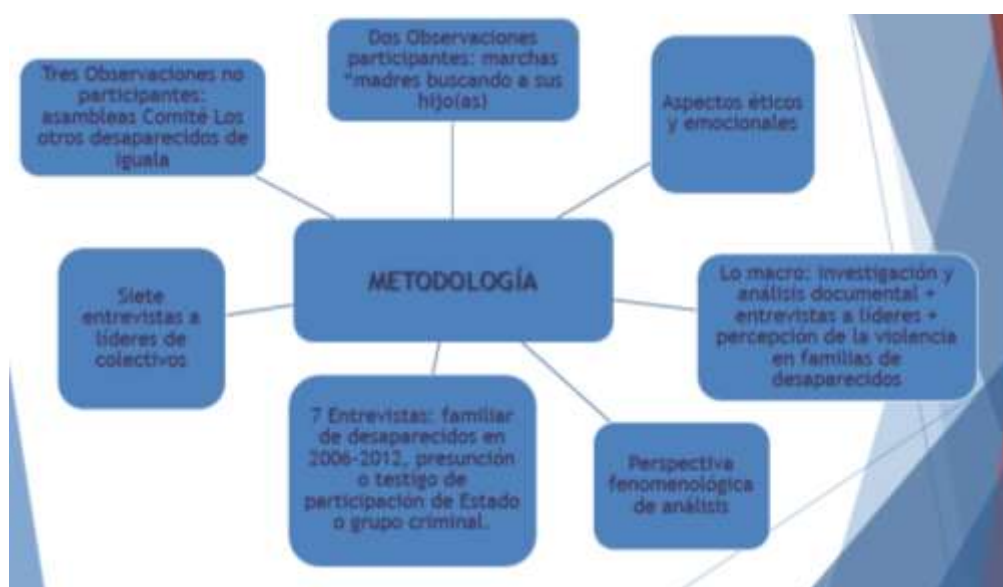 Tres Observaciones no
participantes:
asambleas Comité Los
otros desaparecidos de
iguala
Dos Observaciones
participantes: marchas
"madres buscando a sus
hijo(as)
Aspectos éticos
y emocionales
METODOLOGÍA
Siete
entrevistas a
líderes de
colectivos
Lo macro: investigación y
análisis documental +
entrevistas a líderes +
percepción de la violencia
en familias de
desaparecidos
7 Entrevistas: familiar
de desaparecidos en
2006-2012, presunción
o testigo de
participación de Estado
o grupo criminal.
Perspectiva
fenomenológica
de análisis